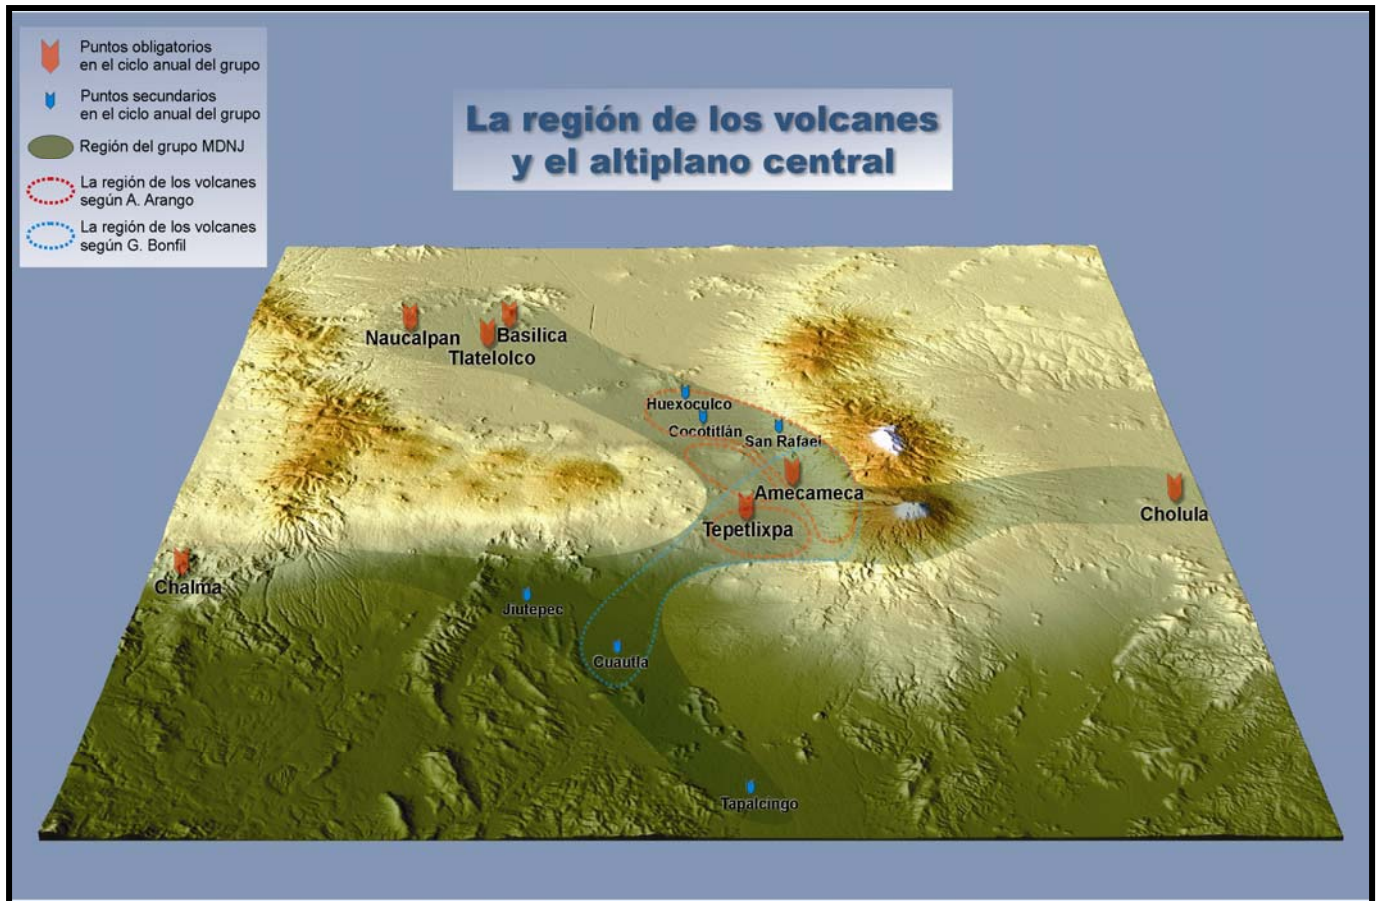 Puntos obligatorios
en el ciclo anual del grupo
Puntos secundarios
en el ciclo anual del grupo
Región del grupo MDNJ
La región de los volcanes
según A. Arango
La región de los volcanes
según G. Bonfil
La región de los volcanes
y el altiplano central
Naucalpan
Basilica
Tlatelolco
Huexoculco
Cocotitlán
San Rafael
Amecameca
Cholula
Tepetlixpa
Chalma
Jiutepec
Cuautla
Tapalcingo